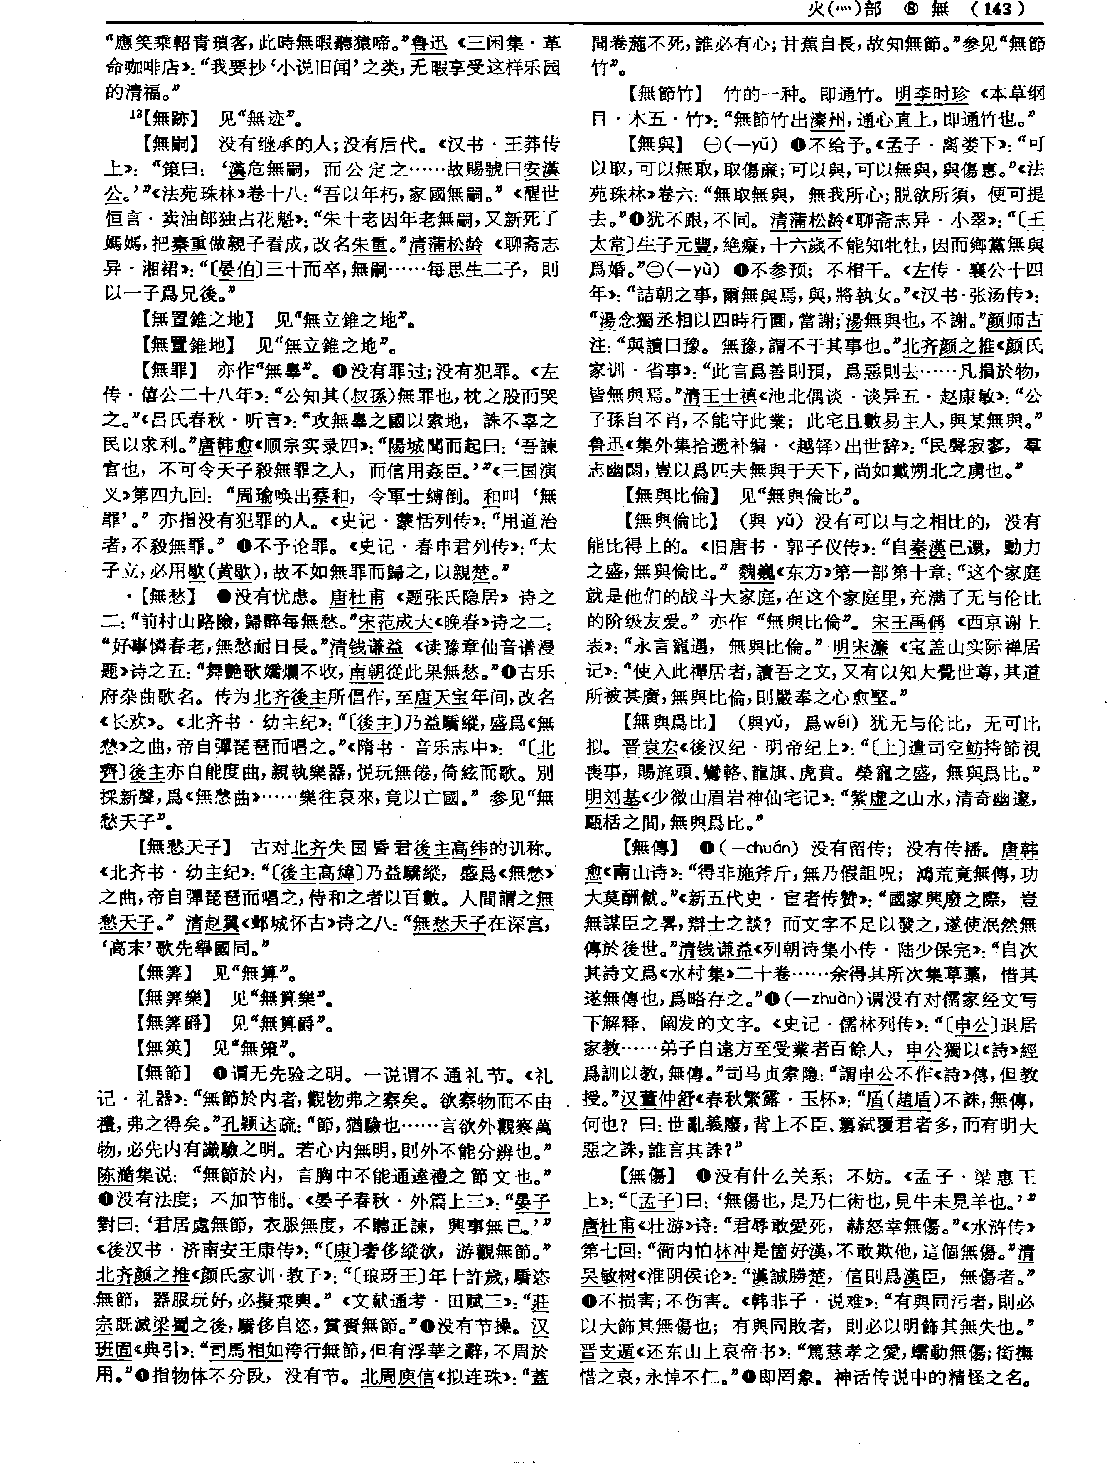 火(灬)部 ⑧ 無 (143)
“應笑乘軺青瑣客，此時無暇聽猿啼。”魯迅《三闲集·革
命咖啡店》：“我要抄‘小说旧闻’之类，无暇享受这样乐园
的清福。”
¹³【無跡】 见“無迹”。
【無嗣】 没有继承的人；没有后代。《汉书·王莽传
上》：“策曰：‘漢危無嗣，而公定之……故賜號曰安漢
公。’”《法苑珠林》卷十八：“吾以年朽，家國無嗣。”《醒世
恒言·卖油郎独占花魁》：“朱十老因年老無嗣，又新死了
媽媽，把秦重做親子看成，改名朱重。”清蒲松龄《聊斋志
异·湘裙》：“〔晏伯〕三十而卒，無嗣……每思生二子，則
以一子爲兄後。”
【無置錐之地】 见“無立錐之地”。
【無置錐地】 见“無立錐之地”。
【無罪】 亦作“無辠”。❶没有罪过；没有犯罪。《左
传·僖公二十八年》：“公知其(叔孫)無罪也，枕之股而哭
之。”《吕氏春秋·听言》：“攻無辠之國以索地，誅不辜之
民以求利。”唐韩愈《顺宗实录四》：“陽城聞而起曰：‘吾諫
官也，不可令天子殺無罪之人，而信用姦臣。’”《三国演
义》第四九回：“周瑜唤出蔡和，令軍士縛倒。和叫‘無
罪’。”亦指没有犯罪的人。《史记·蒙恬列传》：“用道治
者，不殺無罪。”❷不予论罪。《史记·春申君列传》：“太
子立，必用歇(黄歇)，故不如無罪而歸之，以親楚。”
【無愁】 ❶没有忧虑。唐杜甫《题张氏隐居》诗之
二：“前村山路險，歸醉每無愁。”宋范成大《晚春》诗之二：
“好事憐春老，無愁耐日長。”清钱谦益《读豫章仙音谱漫
题》诗之五：“舞艷歌嬌爛不收，南朝從此果無愁。”❷古乐
府杂曲歌名。传为北齐後主所倡作，至唐天宝年间，改名
《长欢》。《北齐书·幼主纪》：“〔後主〕乃益驕縱，盛爲《無
愁》之曲，帝自彈琵琶而唱之。”《隋书·音乐志中》：“〔北
齊〕後主亦自能度曲，親執樂器，悦玩無倦，倚絃而歌。别
採新聲，爲《無愁曲》……樂往哀來，竟以亡國。”参见“無
愁天子”。
【無愁天子】 古对北齐失国昏君後主高纬的讥称。
《北齐书·幼主纪》：“〔後主高緯〕乃益驕縱，盛爲《無愁》
之曲，帝自彈琵琶而唱之，侍和之者以百數。人間謂之無
愁天子。”清赵翼《邺城怀古》诗之八：“無愁天子在深宫，
‘高末’歌先舉國同。”
【無筭】 见“無算”。
【無筭樂】 见“無算樂”。
【無筭爵】 见“無算爵”。
【無筴】 见“無策”。
【無節】 ❶谓无先验之明。一说谓不通礼节。《礼
记·礼器》：“無節於内者，觀物弗之察矣。欲察物而不由
禮，弗之得矣。”孔颖达疏：“節，猶驗也……言欲外觀察萬
物，必先内有識驗之明。若心内無明，則外不能分辨也。”
陈澔集说：“無節於内，言胸中不能通達禮之節文也。”
❷没有法度；不加节制。《晏子春秋·外篇上三》：“晏子
對曰：‘君居處無節，衣服無度，不聽正諫，興事無已。’”
《後汉书·济南安王康传》：“〔康〕奢侈縱欲，游觀無節。”
北齐颜之推《颜氏家训·教子》：“〔琅琊王〕年十許歲，驕恣
無節，器服玩好，必擬乘輿。”《文献通考·田赋二》：“莊
宗既滅梁蜀之後，驕侈自恣，賞賚無節。”❸没有节操。汉
班固《典引》：“司馬相如洿行無節，但有浮華之辭，不周於
用。”❹指物体不分段，没有节。北周庾信《拟连珠》：“蓋
聞卷葹不死，誰必有心；甘蕉自長，故知無節。”参见“無節
竹”。
【無節竹】 竹的一种。即通竹。明李时珍《本草纲
目·木五·竹》：“無節竹出溱州，通心直上，即通竹也。”
【無與】 ㊀(—yǔ) ❶不给予。《孟子·离娄下》：“可
以取，可以無取，取傷廉；可以與，可以無與，與傷惠。”《法
苑珠林》卷六：“無取無與，無我所心；脱欲所須，便可提
去。”❷犹不跟，不同。清蒲松龄《聊斋志异·小翠》：“〔王
太常〕生子元豐，絶癡，十六歲不能知牝牡，因而鄉黨無與
爲婚。”㊁(—yù) ❶不参预；不相干。《左传·襄公十四
年》：“詰朝之事，爾無與焉，與，將執女。”《汉书·张汤传》：
“湯念獨丞相以四時行園，當謝；湯無與也，不謝。”颜师古
注：“與讀曰豫。無豫，謂不干其事也。”北齐颜之推《颜氏
家训·省事》：“此言爲善則預，爲惡則去……凡損於物，
皆無與焉。”清王士禛《池北偶谈·谈异五·赵康敏》：“公
子孫自不肖，不能守此業；此宅且數易主人，與某無與。”
鲁迅《集外集拾遗补编·〈越铎〉出世辞》：“民聲寂寥，羣
志幽閟，豈以爲匹夫無與于天下，尚如戴朔北之虜也。”
【無與比倫】 见“無與倫比”。
【無與倫比】 (與 yǔ) 没有可以与之相比的，没有
能比得上的。《旧唐书·郭子仪传》：“自秦漢已還，勳力
之盛，無與倫比。”魏巍《东方》第一部第十章：“这个家庭
就是他们的战斗大家庭，在这个家庭里，充满了无与伦比
的阶级友爱。”亦作“無與比倫”。宋王禹偁《西京谢上
表》：“永言寵遇，無與比倫。”明宋濂《宝盖山实际禅居
记》：“使入此禪居者，讀吾之文，又有以知大覺世尊，其道
所被甚廣，無與比倫，則嚴奉之心愈堅。”
【無與爲比】 (與yǔ，爲wéi) 犹无与伦比，无可比
拟。晋袁宏《後汉纪·明帝纪上》：“〔上〕遣司空魴持節視
喪事，賜旄頭、鸞輅、龍旗、虎賁。榮寵之盛，無與爲比。”
明刘基《少微山眉岩神仙宅记》：“紫虚之山水，清奇幽邃，
甌括之間，無與爲比。”
【無傳】 ❶(—chuán) 没有留传；没有传播。唐韩
愈《南山诗》：“得非施斧斤，無乃假詛呪；鴻荒竟無傳，功
大莫酬僦。”《新五代史·宦者传赞》：“國家興廢之際，豈
無謀臣之畧，辯士之談？而文字不足以發之，遂使泯然無
傳於後世。”清钱谦益《列朝诗集小传·陆少保完》：“自次
其詩文爲《水村集》二十卷……余得其所次集草藁，惜其
遂無傳也，爲略存之。”❷(—zhuàn)谓没有对儒家经文写
下解释、阐发的文字。《史记·儒林列传》：“〔申公〕退居
家教……弟子自遠方至受業者百餘人，申公獨以《詩》經
爲訓以教，無傳。”司马贞索隐：“謂申公不作《詩》傳，但教
授。”汉董仲舒《春秋繁露·玉杯》：“盾(趙盾)不誅，無傳，
何也？曰：世亂義廢，背上不臣、篡弑覆君者多，而有明大
惡之誅，誰言其誅？”
【無傷】 ❶没有什么关系；不妨。《孟子·梁惠王
上》：“〔孟子〕曰：‘無傷也，是乃仁術也，見牛未見羊也。’”
唐杜甫《壮游》诗：“君辱敢愛死，赫怒幸無傷。”《水浒传》
第七回：“衙内怕林冲是箇好漢，不敢欺他，這個無傷。”清
吴敏树《淮阴侯论》：“漢誠勝楚，信則爲漢臣，無傷者。”
❷不损害；不伤害。《韩非子·说难》：“有與同污者，則必
以大飾其無傷也；有與同敗者，則必以明飾其無失也。”
晋支遁《还东山上哀帝书》：“篤慈孝之愛，蠕動無傷；銜撫
惜之哀，永悼不仁。”❸即罔象。神话传说中的精怪之名。